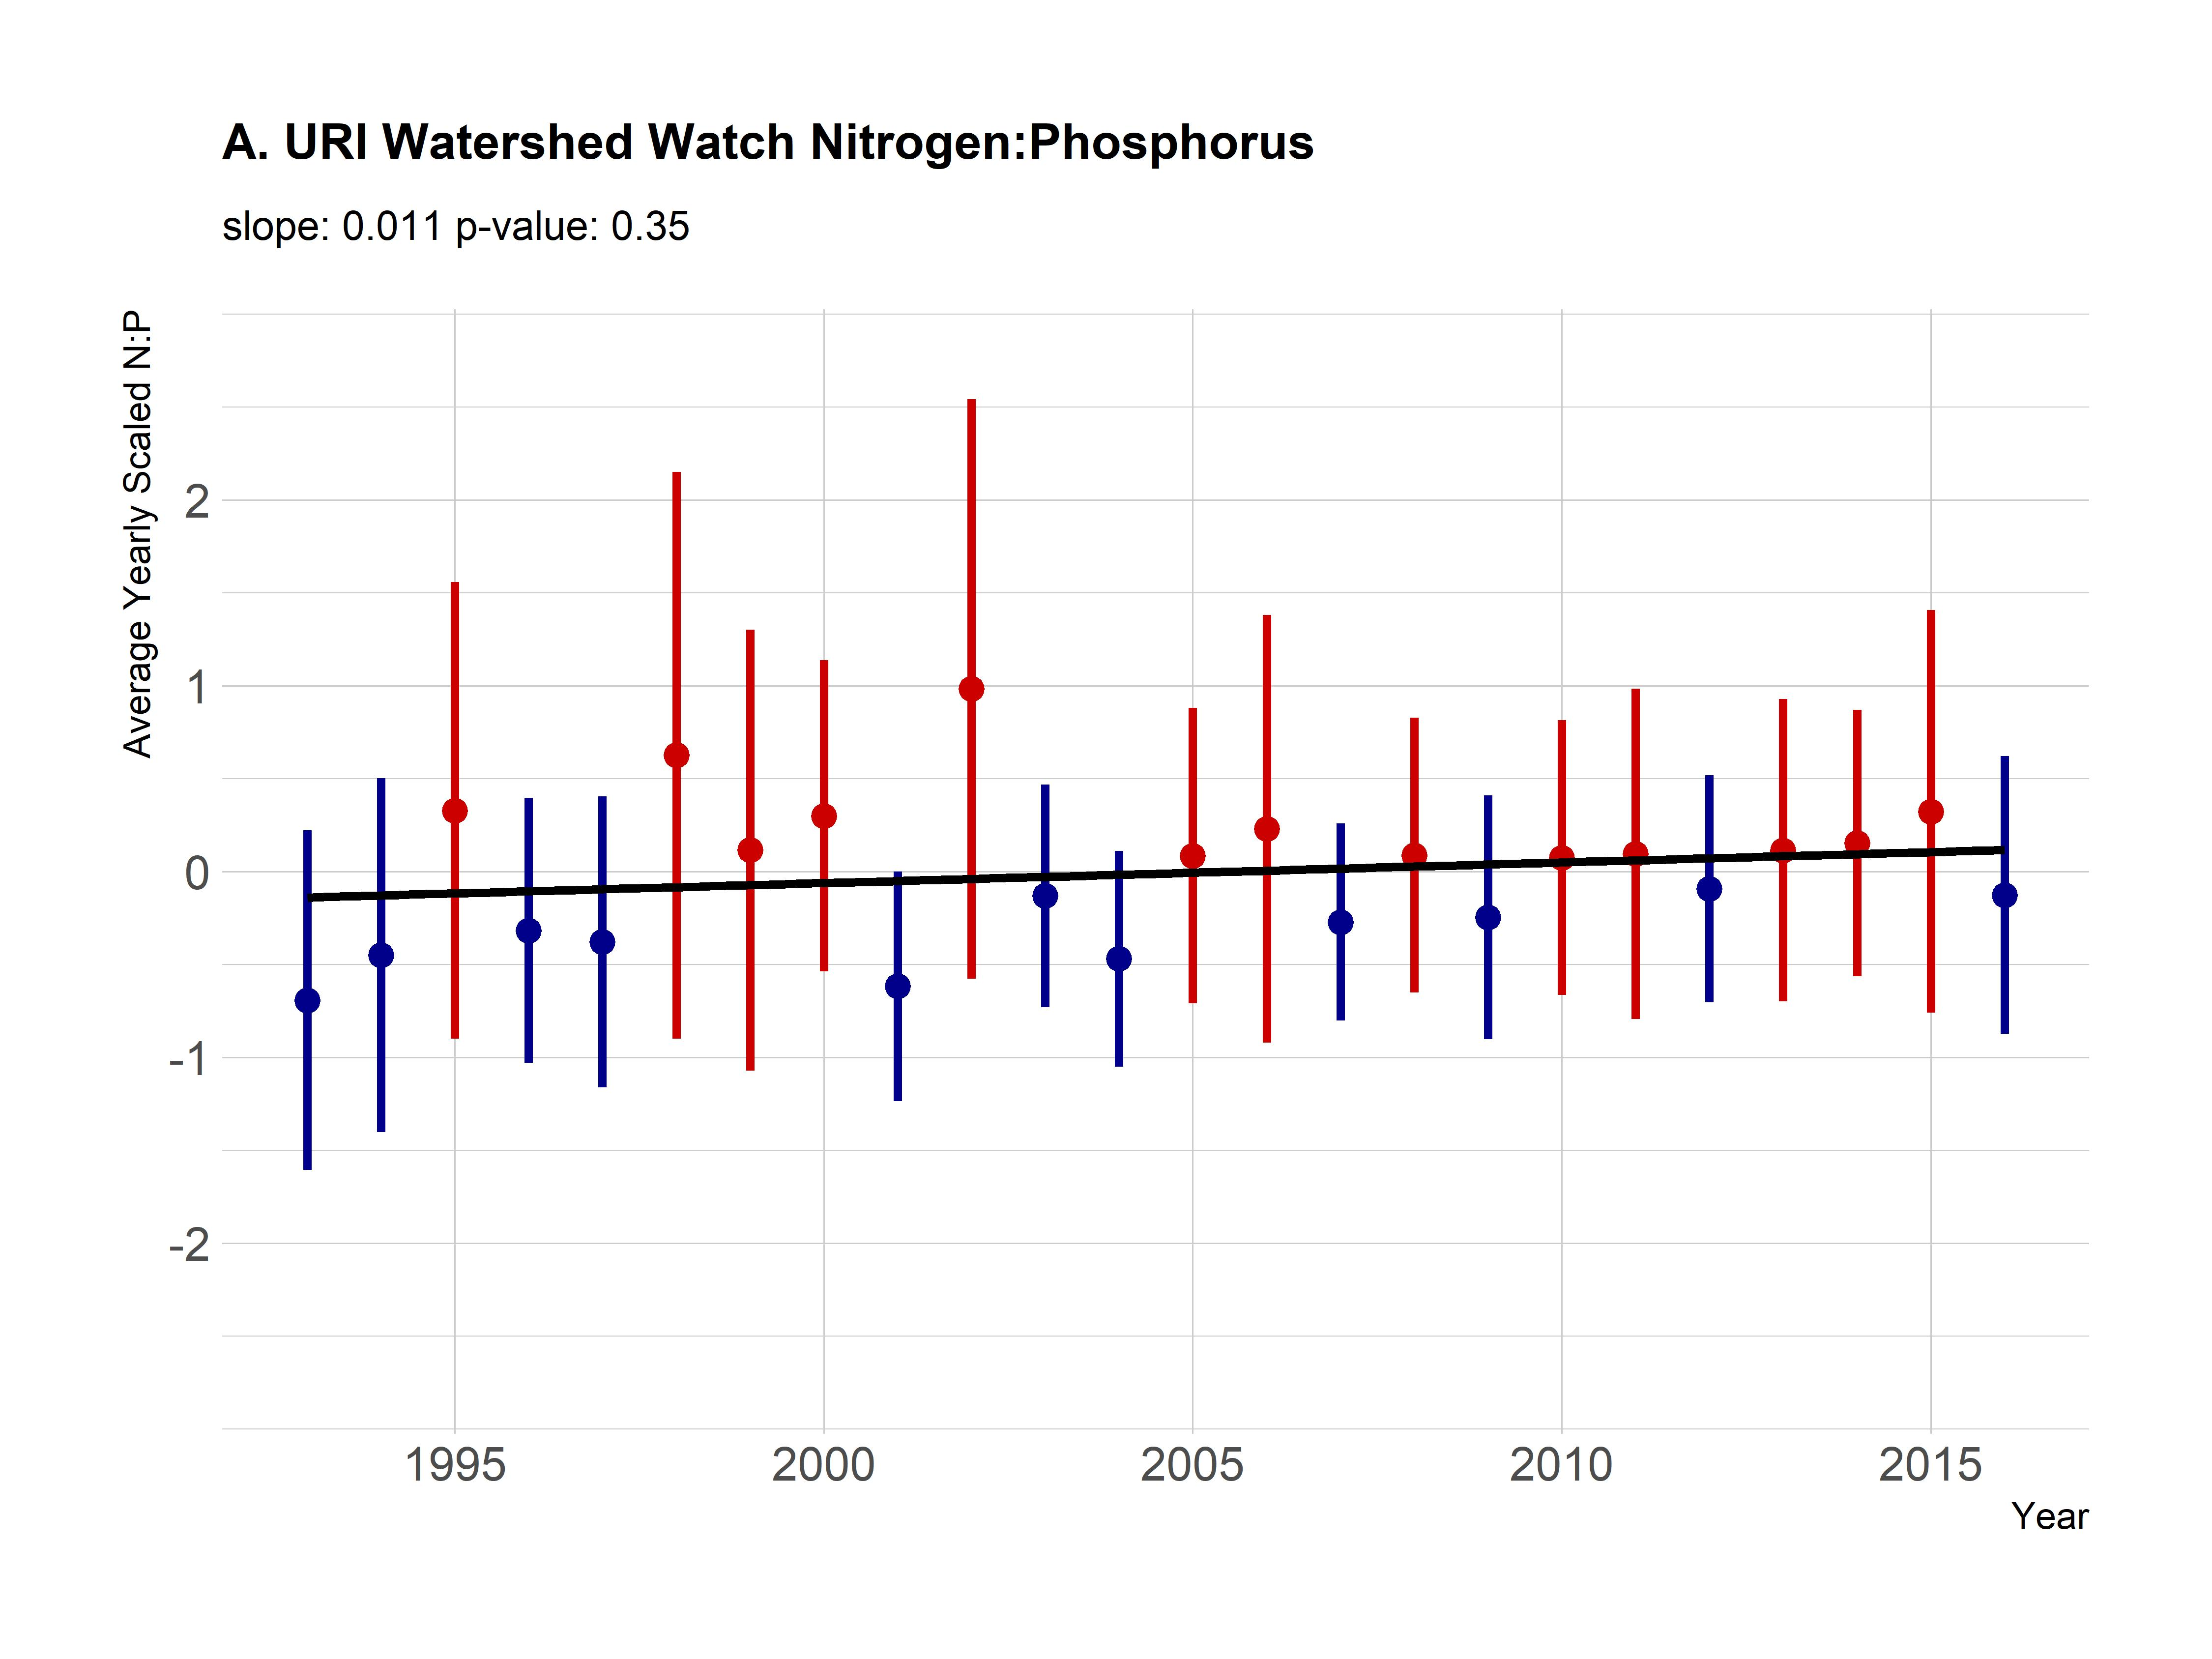 A. URI Watershed Watch Nitrogen:Phosphorus
slope: 0.011 p-value: 0.35
Average Yearly Scaled N:P
2
1
0
-1
-2
1995 2000 2005 2010 2015
Year